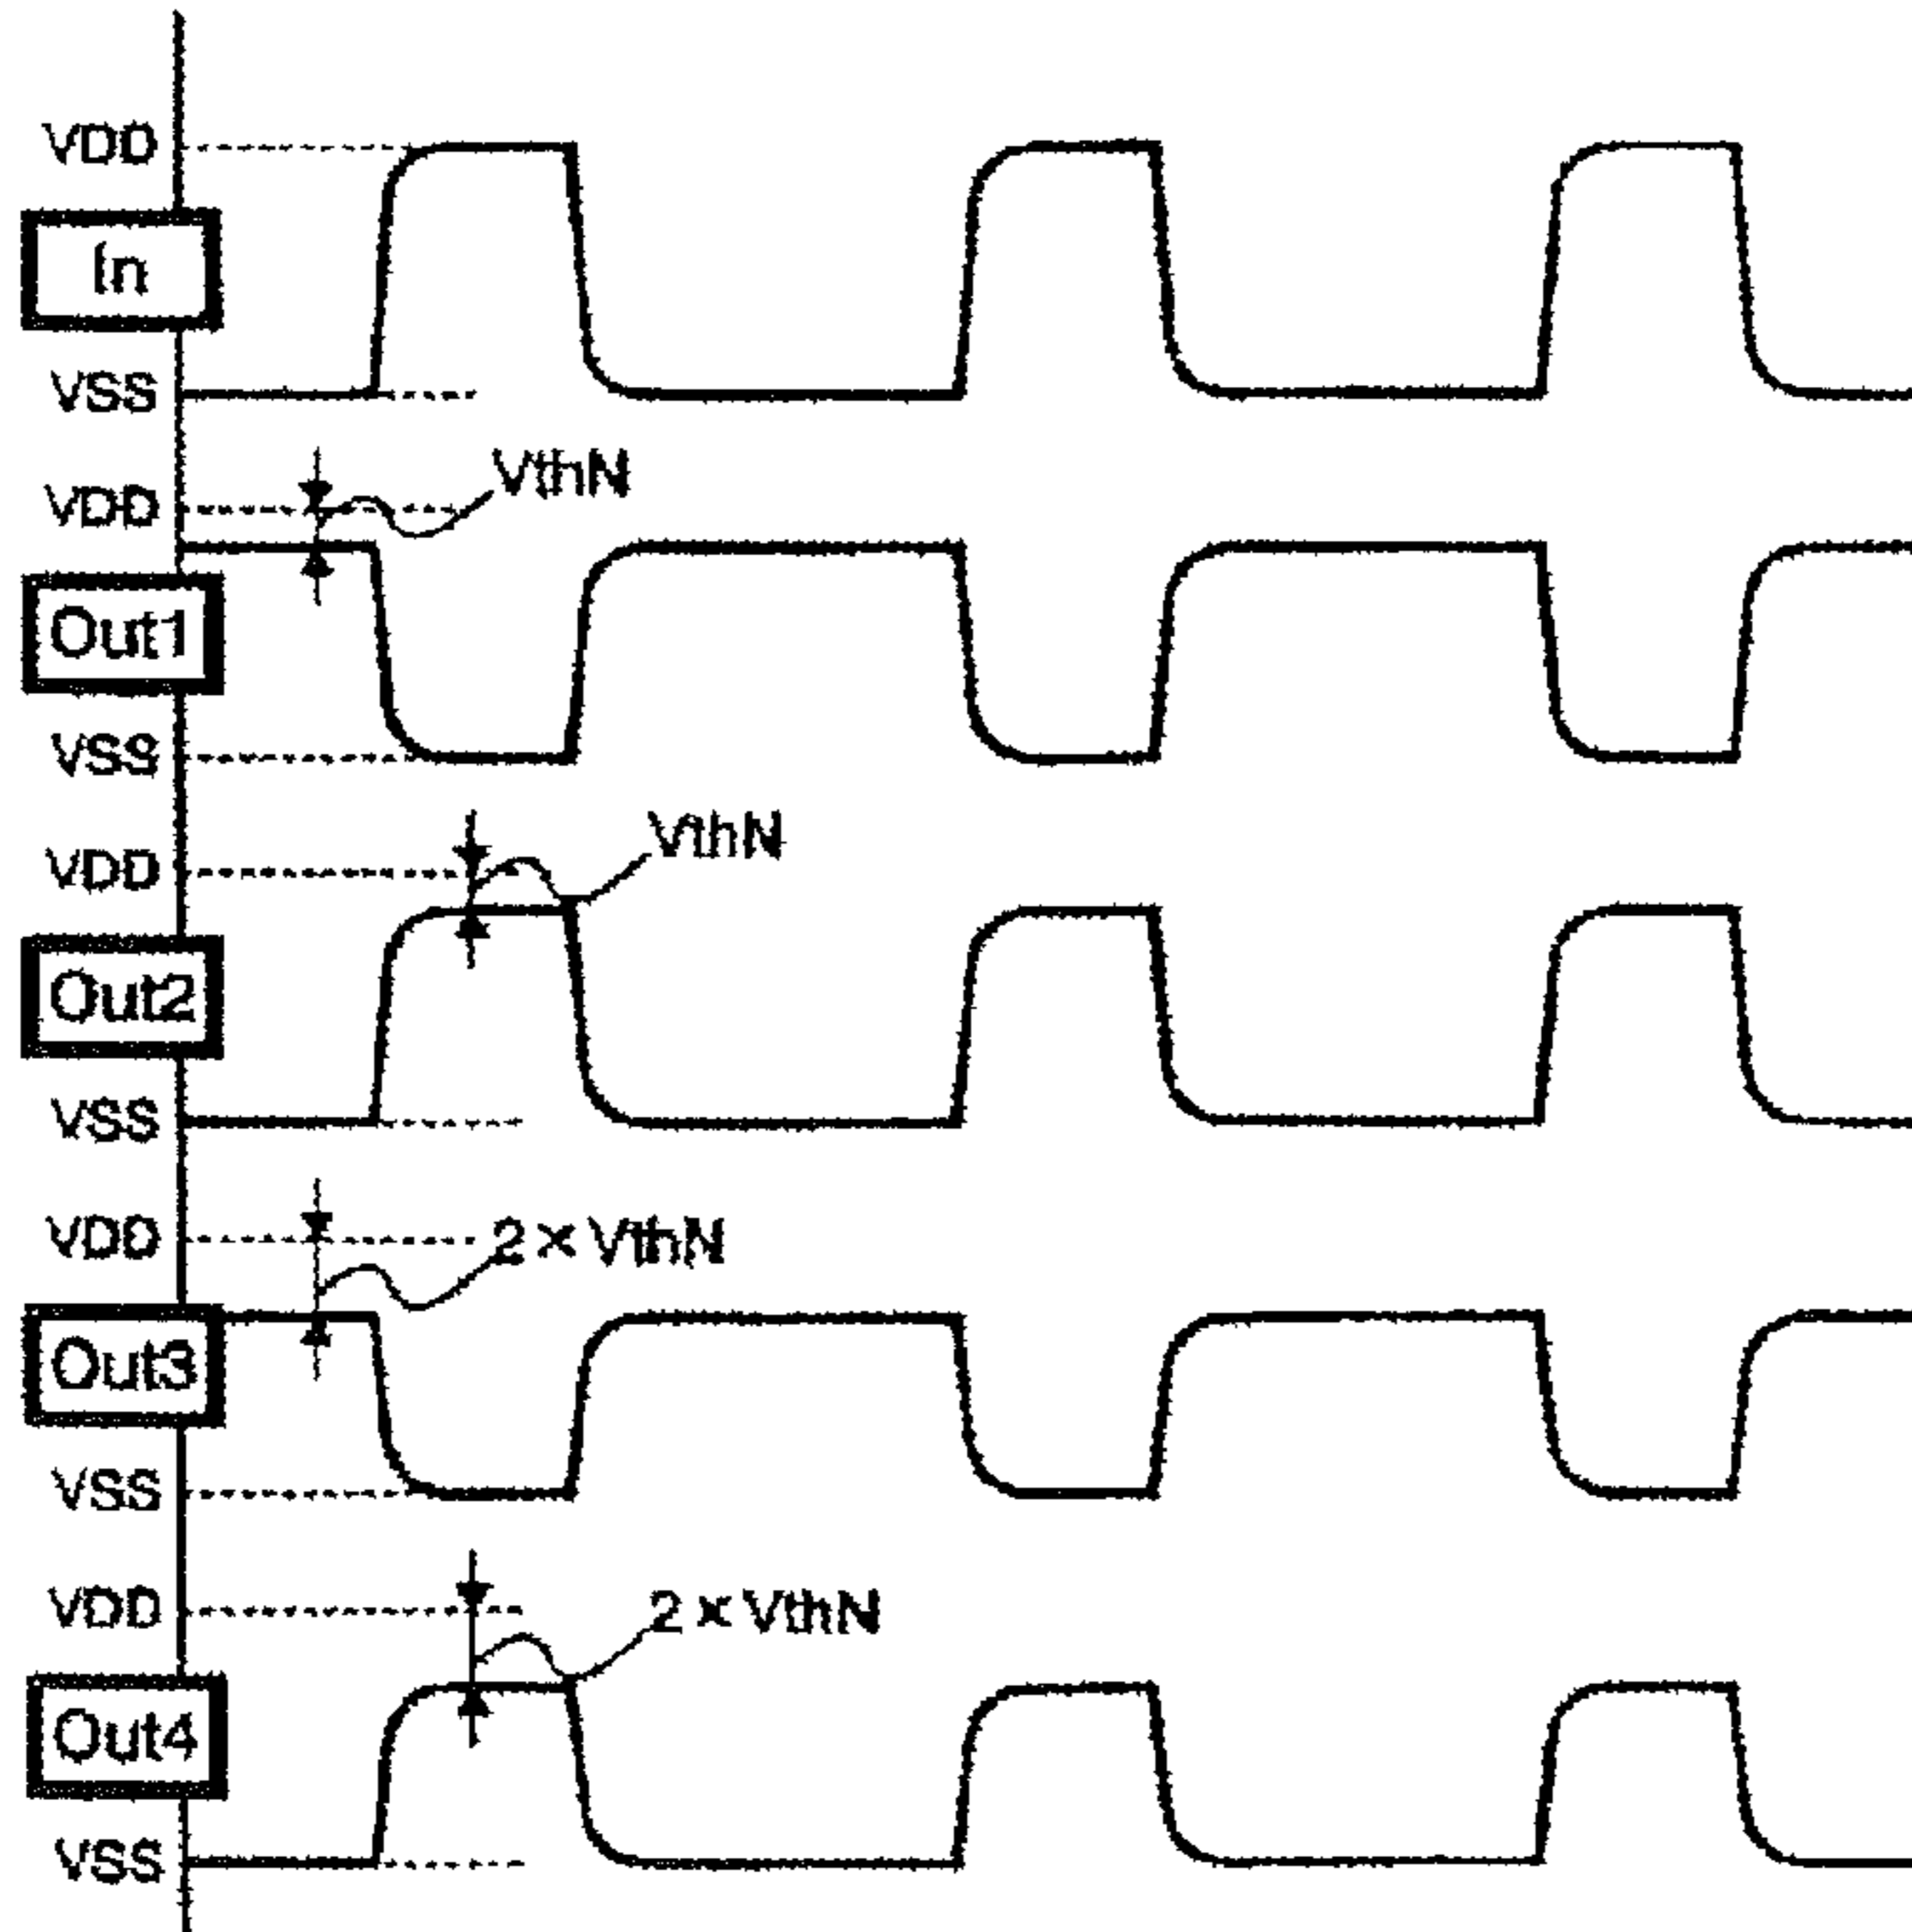 VDD
In
VSS
VthN
VDD
Out1
VSS
VthN
VDD
Out2
VSS
VDD
2 × VthN
Out3
VSS
VDD
2 × VthN
Out4
VSS